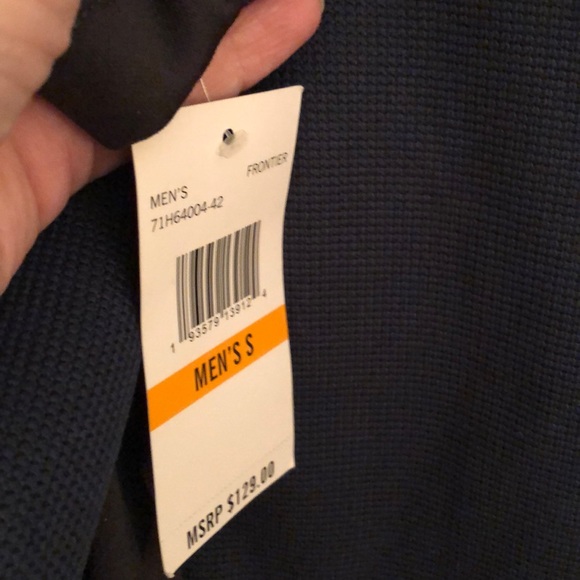 FRONTIER
MEN'S
71H64004-42
1 93579 13912 4
MEN'S S
MSRP $129.00